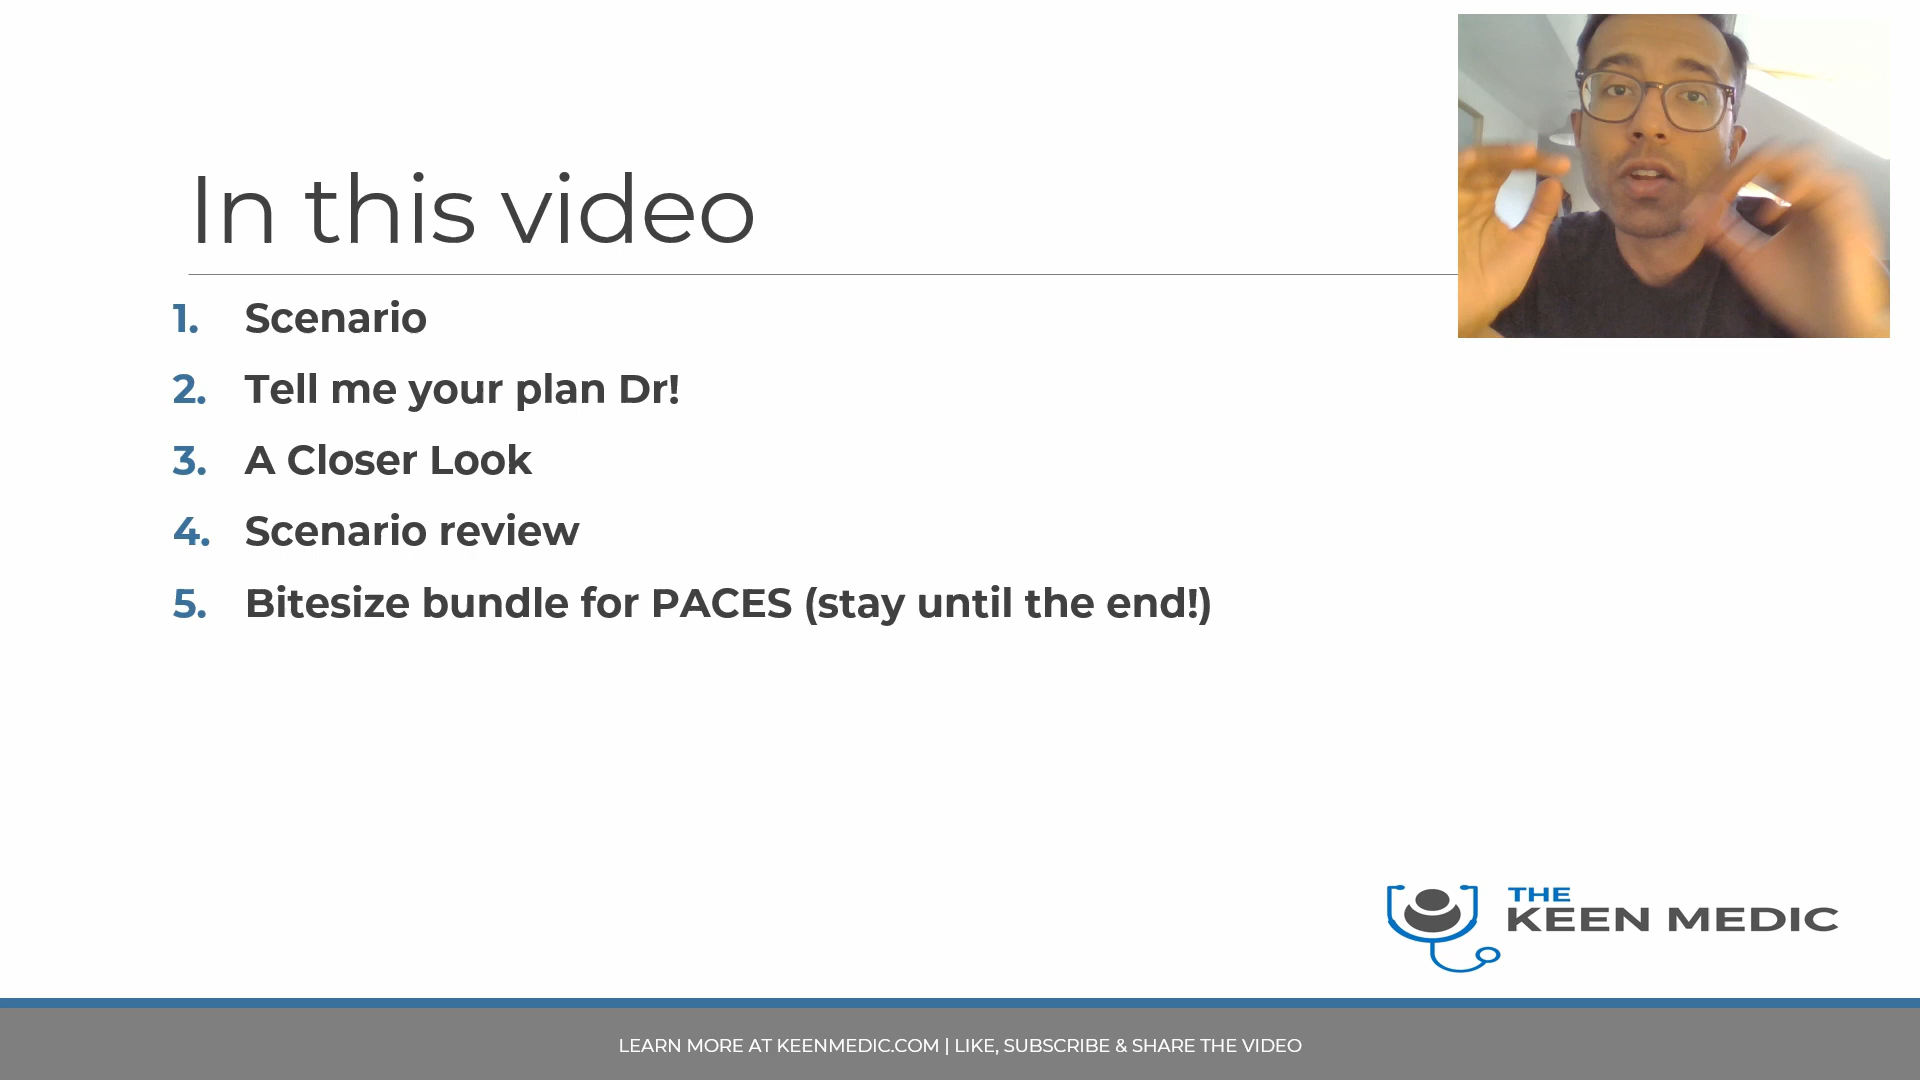 In this video
1. Scenario
2. Tell me your plan Dr!
3. A Closer Look
4. Scenario review
5. Bitesize bundle for PACES (stay until the end!)
THE
KEEN MEDIC
LEARN MORE AT KEENMEDIC.COM | LIKE, SUBSCRIBE & SHARE THE VIDEO